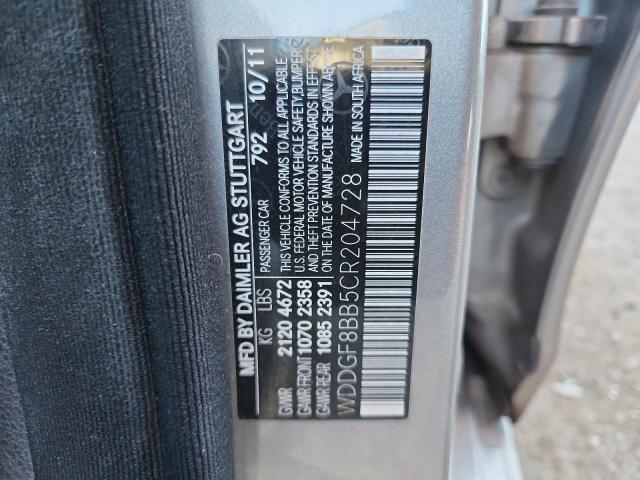 MFD BY DAIMLER AG STUTTGART
PASSENGER CAR 792 10/11
KG LBS
GVWR 2120 4672
GAWR FRONT 1070 2358
GAWR REAR 1085 2391
THIS VEHICLE CONFORMS TO ALL APPLICABLE
U.S. FEDERAL MOTOR VEHICLE SAFETY, BUMPER
AND THEFT PREVENTION STANDARDS IN EFFECT
ON THE DATE OF MANUFACTURE SHOWN ABOVE
MADE IN SOUTH AFRICA
WDDGF8BB5CR204728